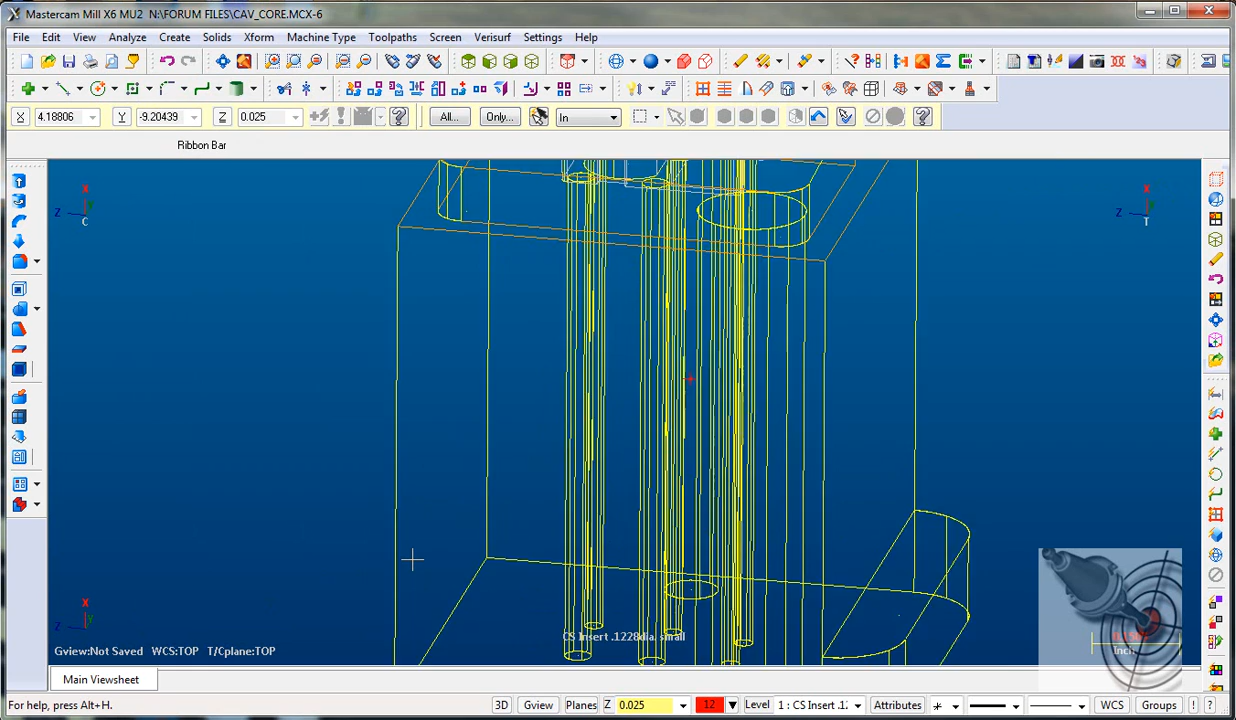 Mastercam Mill X6 MU2 N:\FORUM FILES\CAV_CORE.MCX-6
File Edit View Analyze Create Solids Xform Machine Type Toolpaths Screen Verisurf Settings Help
X 4.18806 Y -9.20439 Z 0.025 All... Only... In
Ribbon Bar
X
Z Y
C
X
Z Y
T
X
Z Y
CS Insert .1228dia. small
Inch
Gview:Not Saved WCS:TOP T/Cplane:TOP
Main Viewsheet
For help, press Alt+H. 3D Gview Planes Z 0.025 12 Level 1 : CS Insert .12 Attributes WCS Groups ! ?